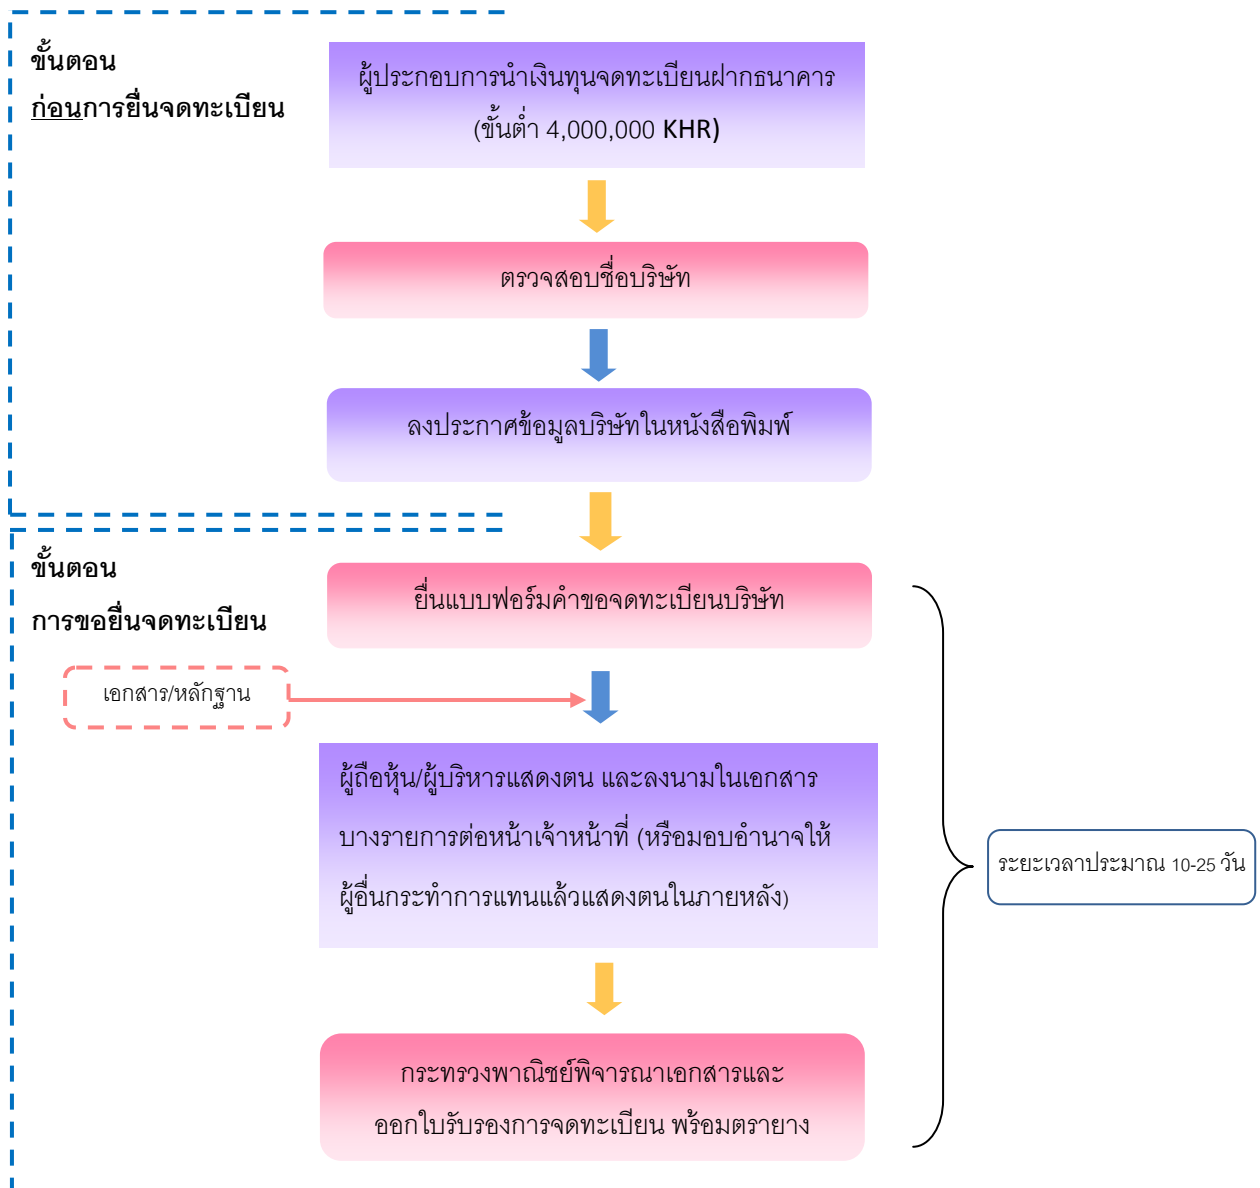 ขั้นตอน
ก่อนการยื่นจดทะเบียน
ผู้ประกอบการนำเงินทุนจดทะเบียนฝากธนาคาร
(ขั้นต่ำ 4,000,000 KHR)
ตรวจสอบชื่อบริษัท
ลงประกาศข้อมูลบริษัทในหนังสือพิมพ์
ขั้นตอน
การขอยื่นจดทะเบียน
ยื่นแบบฟอร์มคำขอจดทะเบียนบริษัท
เอกสาร/หลักฐาน
ผู้ถือหุ้น/ผู้บริหารแสดงตน และลงนามในเอกสาร
บางรายการต่อหน้าเจ้าหน้าที่ (หรือมอบอำนาจให้
ผู้อื่นกระทำการแทนแล้วแสดงตนในภายหลัง)
ระยะเวลาประมาณ 10-25 วัน
กระทรวงพาณิชย์พิจารณาเอกสารและ
ออกใบรับรองการจดทะเบียน พร้อมตรายาง